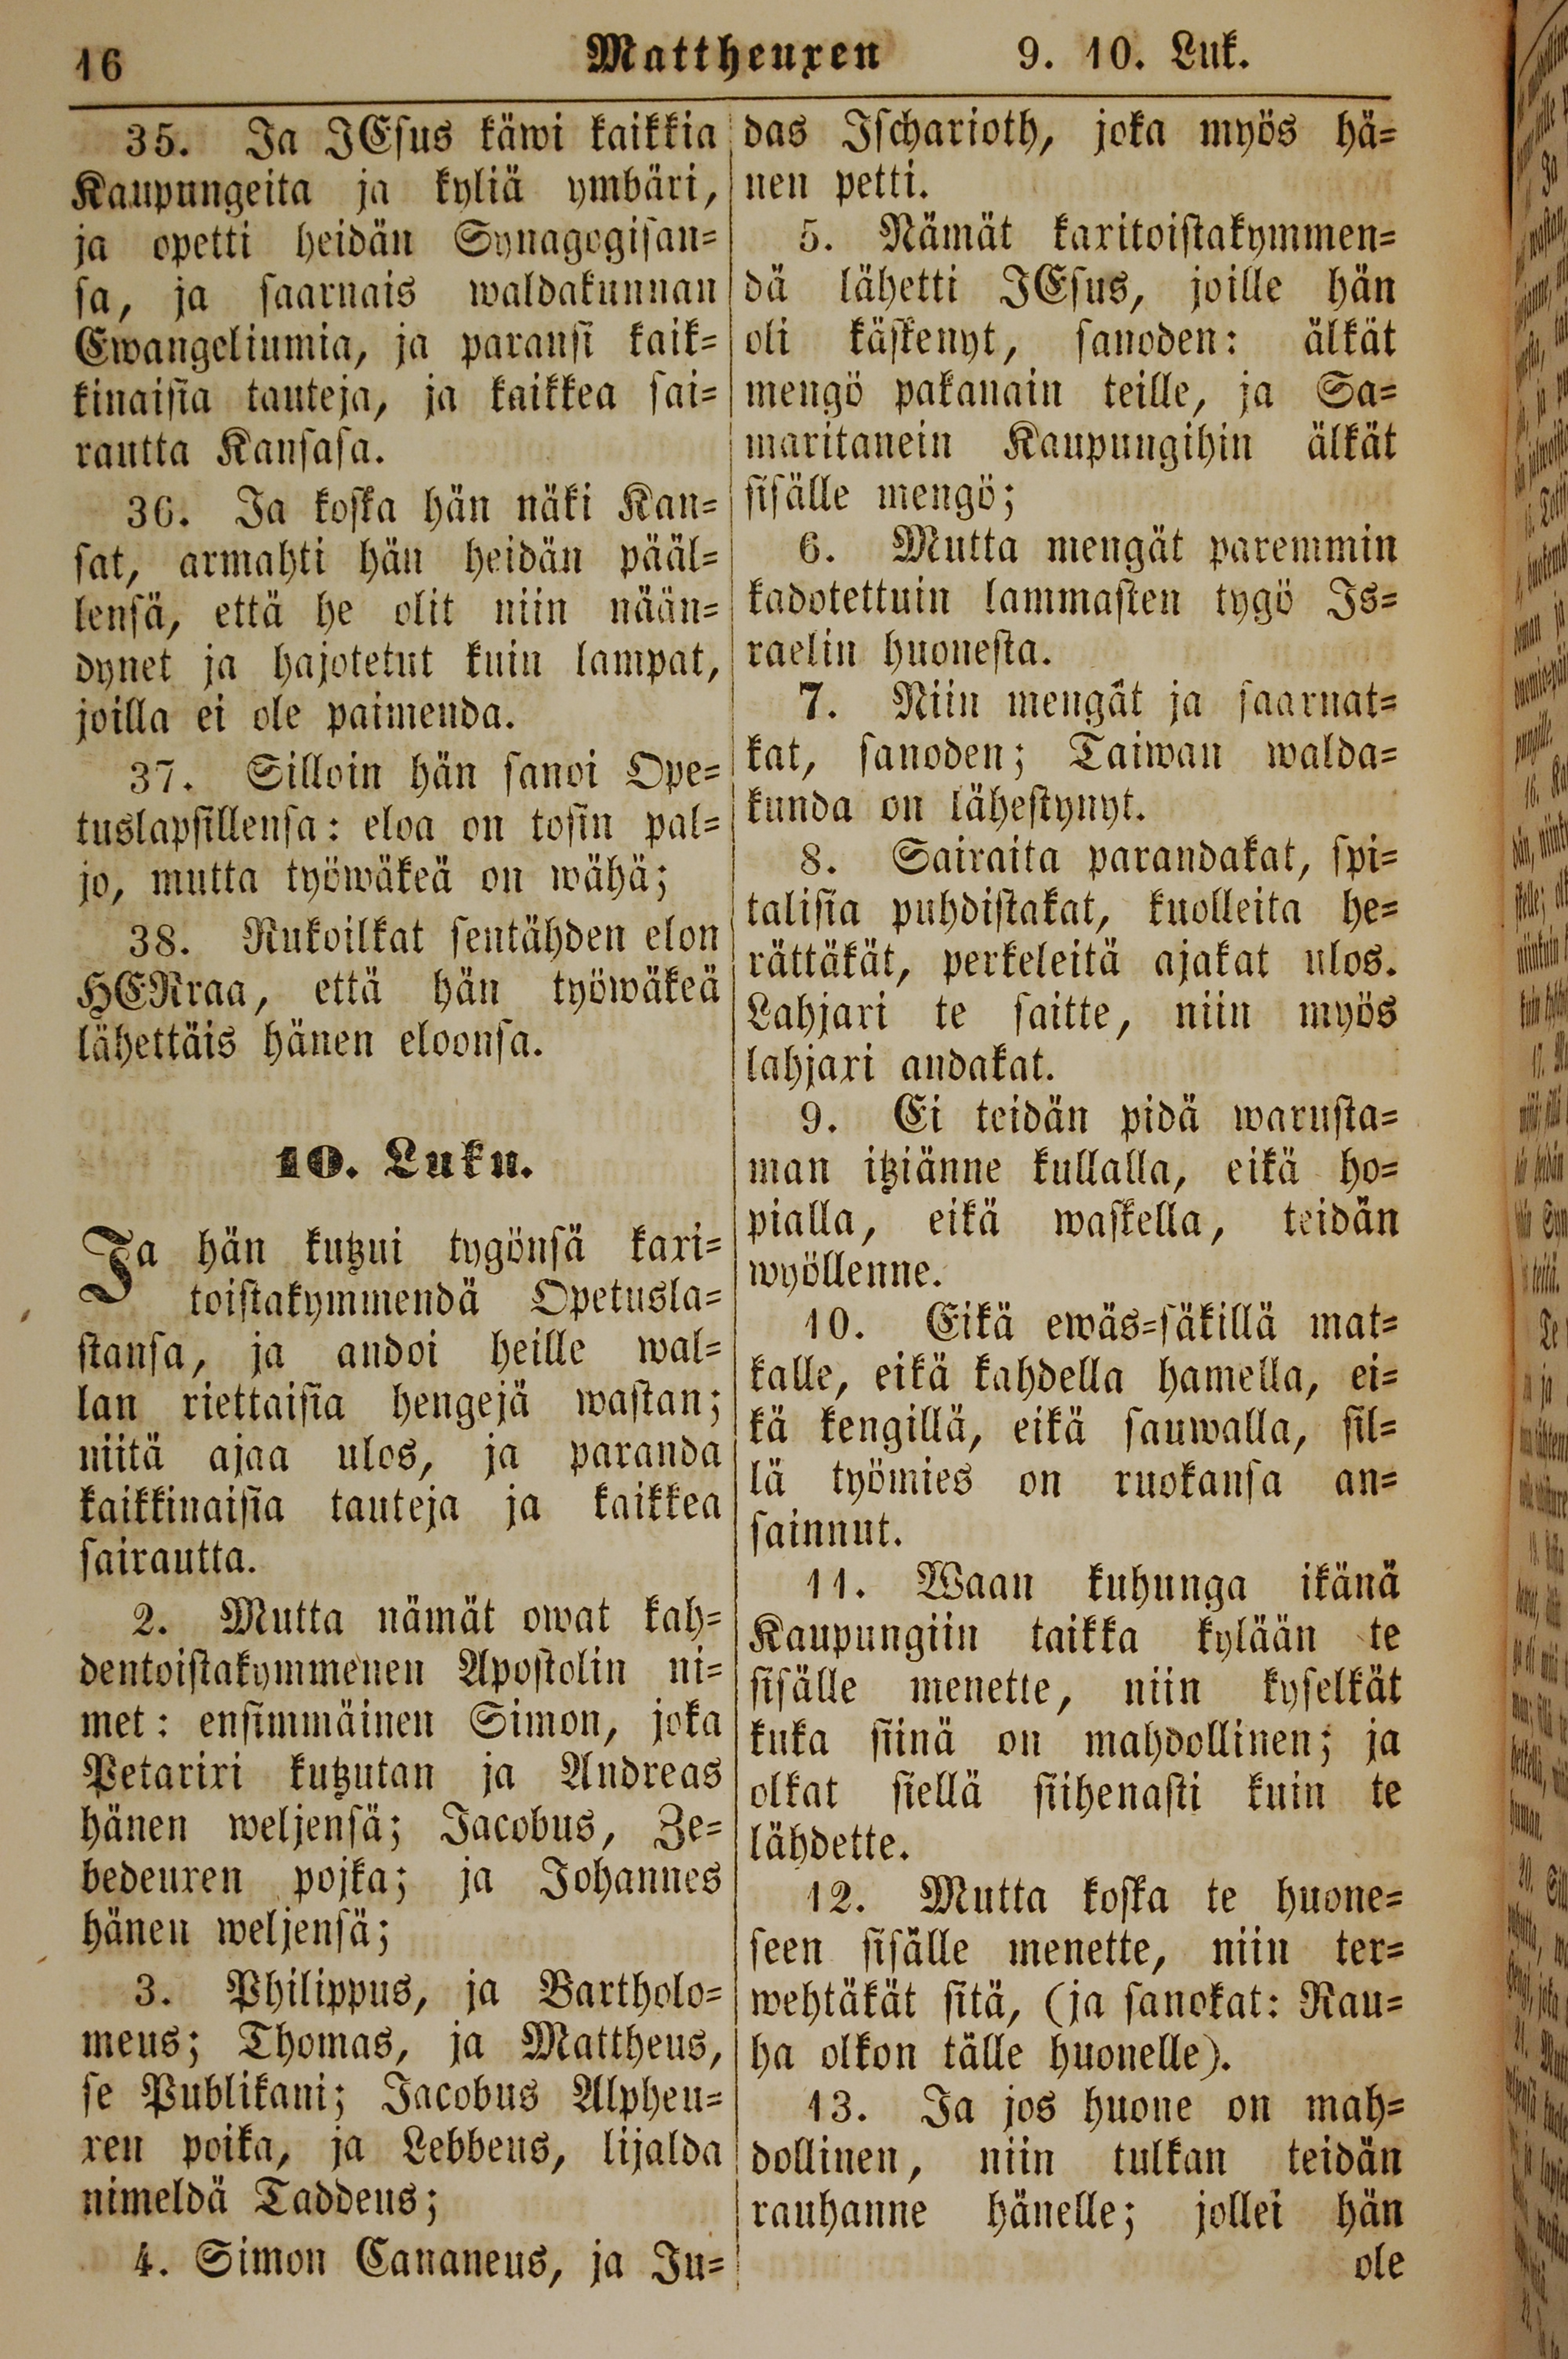 16 Mattheuxen 9. 10. Luk.
35. Ja JEsus käwi kaikkia
Kaupungeita ja kyliä ymbäri,
ja opetti heidän Synagogisan-
sa, ja saarnais waldakunnan
Ewangeliumia, ja paransi kaik-
kinaisia tauteja, ja kaikkea sai-
rautta Kansasa.
36. Ja koska hän näki Kan-
sat, armahti hän heidän pääl-
lensä, että he olit niin nään-
dynet ja hajotetut kuin lampat,
joilla ei ole paimenda.
37. Silloin hän sanoi Ope-
tuslapsillensa: eloa on tosin pal-
jo, mutta työwäkeä on wähä;
38. Rukoilkat sentähden elon
HERraa, että hän työwäkeä
lähettäis hänen eloonsa.
10. Luku.
Ja hän kutzui tygönsä kaxi-
toistakymmendä Opetusla-
stansa, ja andoi heille wal-
lan riettaisia hengejä wastan;
niitä ajaa ulos, ja paranda
kaikkinaisia tauteja ja kaikkea
sairautta.
2. Mutta nämät owat kah-
dentoistakymmenen Apostolin ni-
met: ensimmäinen Simon, joka
Petarixi kutzutan ja Andreas
hänen weljensä; Jacobus, Ze-
bedeuxen pojka; ja Johannes
hänen weljensä;
3. Philippus, ja Bartholo-
meus; Thomas, ja Mattheus,
se Publikani; Jacobus Alpheu-
xen poika, ja Lebbeus, lijalda
nimeldä Taddeus;
4. Simon Cananeus, ja Ju-
das Ischarioth, joka myös hä-
nen petti.
5. Nämät kaxitoistakymmen-
dä lähetti JEsus, joille hän
oli käskenyt, sanoden: älkät
mengö pakanain teille, ja Sa-
maritanein Kaupungihin älkät
sisälle mengö;
6. Mutta mengät paremmin
kadotettuin lammasten tygö Is-
raelin huonesta.
7. Niin mengät ja saarnat-
kat, sanoden; Taiwan walda-
kunda on lähestynyt.
8. Sairaita parandakat, spi-
talisia puhdistakat, kuolleita he-
rättäkät, perkeleitä ajakat ulos.
Lahjaxi te saitte, niin myös
lahjaxi andakat.
9. Ei teidän pidä warusta-
man itziänne kullalla, eikä ho-
pialla, eikä waskella, teidän
wyöllenne.
10. Eikä ewäs-säkillä mat-
kalle, eikä kahdella hamella, ei-
kä kengillä, eikä sauwalla, sil-
lä työmies on ruokansa an-
sainnut.
11. Waan kuhunga ikänä
Kaupungiin taikka kylään te
sisälle menette, niin kyselkät
kuka siinä on mahdollinen; ja
olkat siellä siihenasti kuin te
lähdette.
12. Mutta koska te huone-
seen sisälle menette, niin ter-
wehtäkät sitä, (ja sanokat: Rau-
ha olkon tälle huonelle).
13. Ja jos huone on mah-
dollinen, niin tulkan teidän
rauhanne hänelle; jollei hän
ole